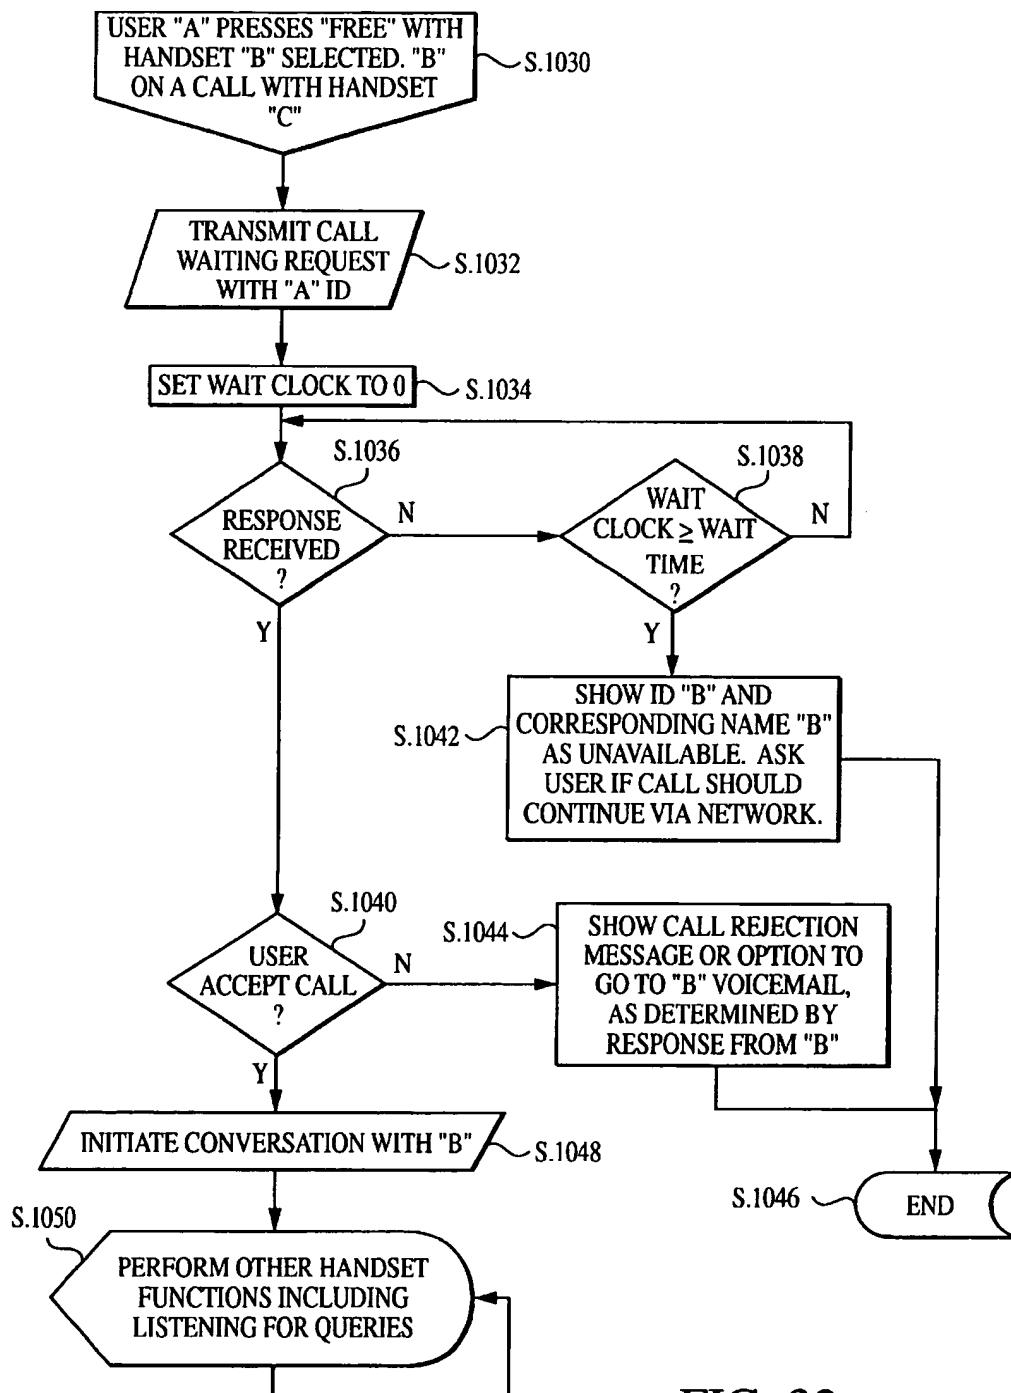 USER "A" PRESSES "FREE" WITH
HANDSET "B" SELECTED. "B"
ON A CALL WITH HANDSET
"C"
S.1030
TRANSMIT CALL
WAITING REQUEST
WITH "A" ID
S.1032
SET WAIT CLOCK TO 0
S.1034
S.1036
RESPONSE
RECEIVED
?
N
Y
S.1038
WAIT
CLOCK ≥ WAIT
TIME
?
N
Y
S.1042
SHOW ID "B" AND
CORRESPONDING NAME "B"
AS UNAVAILABLE. ASK
USER IF CALL SHOULD
CONTINUE VIA NETWORK.
S.1040
USER
ACCEPT CALL
?
N
Y
S.1044
SHOW CALL REJECTION
MESSAGE OR OPTION TO
GO TO "B" VOICEMAIL,
AS DETERMINED BY
RESPONSE FROM "B"
INITIATE CONVERSATION WITH "B"
S.1048
S.1046
END
S.1050
PERFORM OTHER HANDSET
FUNCTIONS INCLUDING
LISTENING FOR QUERIES